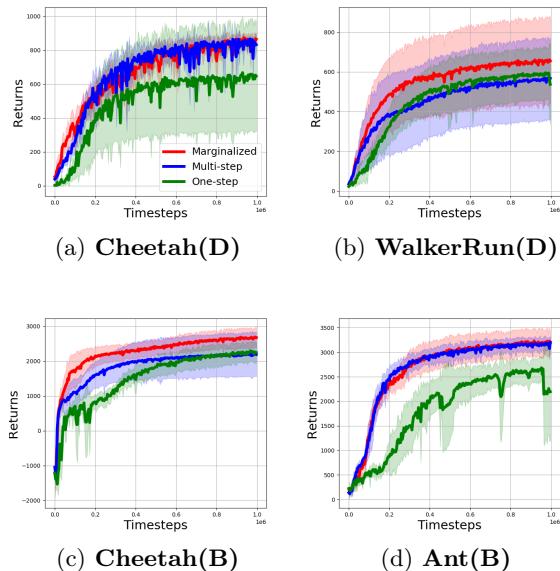 1000
800
600
400
200
0
Returns
Marginalized
Multi-step
One-step
0.0 0.2 0.4 0.6 0.8 1.0
1e6
Timesteps
(a) Cheetah(D)
1000
800
600
400
200
0
Returns
0.0 0.2 0.4 0.6 0.8 1.0
1e6
Timesteps
(b) WalkerRun(D)
3000
2000
1000
0
−1000
−2000
Returns
0.0 0.2 0.4 0.6 0.8 1.0
1e6
Timesteps
(c) Cheetah(B)
3500
3000
2500
2000
1500
1000
500
0
Returns
0.0 0.2 0.4 0.6 0.8 1.0
1e6
Timesteps
(d) Ant(B)